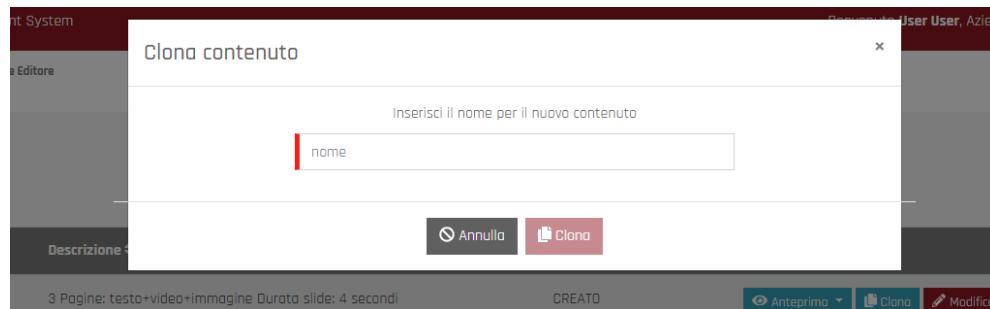 nt System
User User, Azie
Clona contenuto
×
e Editore
Inserisci il nome per il nuovo contenuto
nome
Annulla
Clona
Descrizione
3 Pagine: testo+video+immagine Durata slide: 4 secondi
CREATO
Anteprima
Clona
Modific